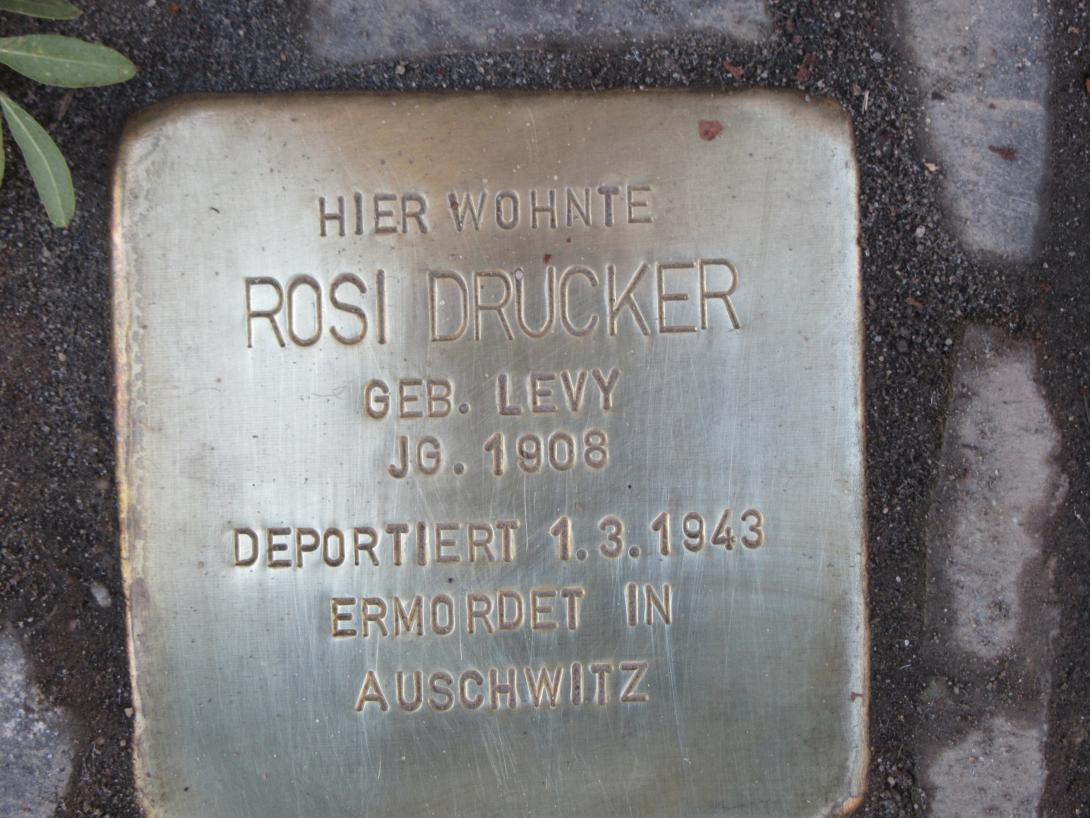 HIER WOHNTE
ROSI DRUCKER
GEB. LEVY
JG. 1908
DEPORTIERT 1.3.1943
ERMORDET IN
AUSCHWITZ